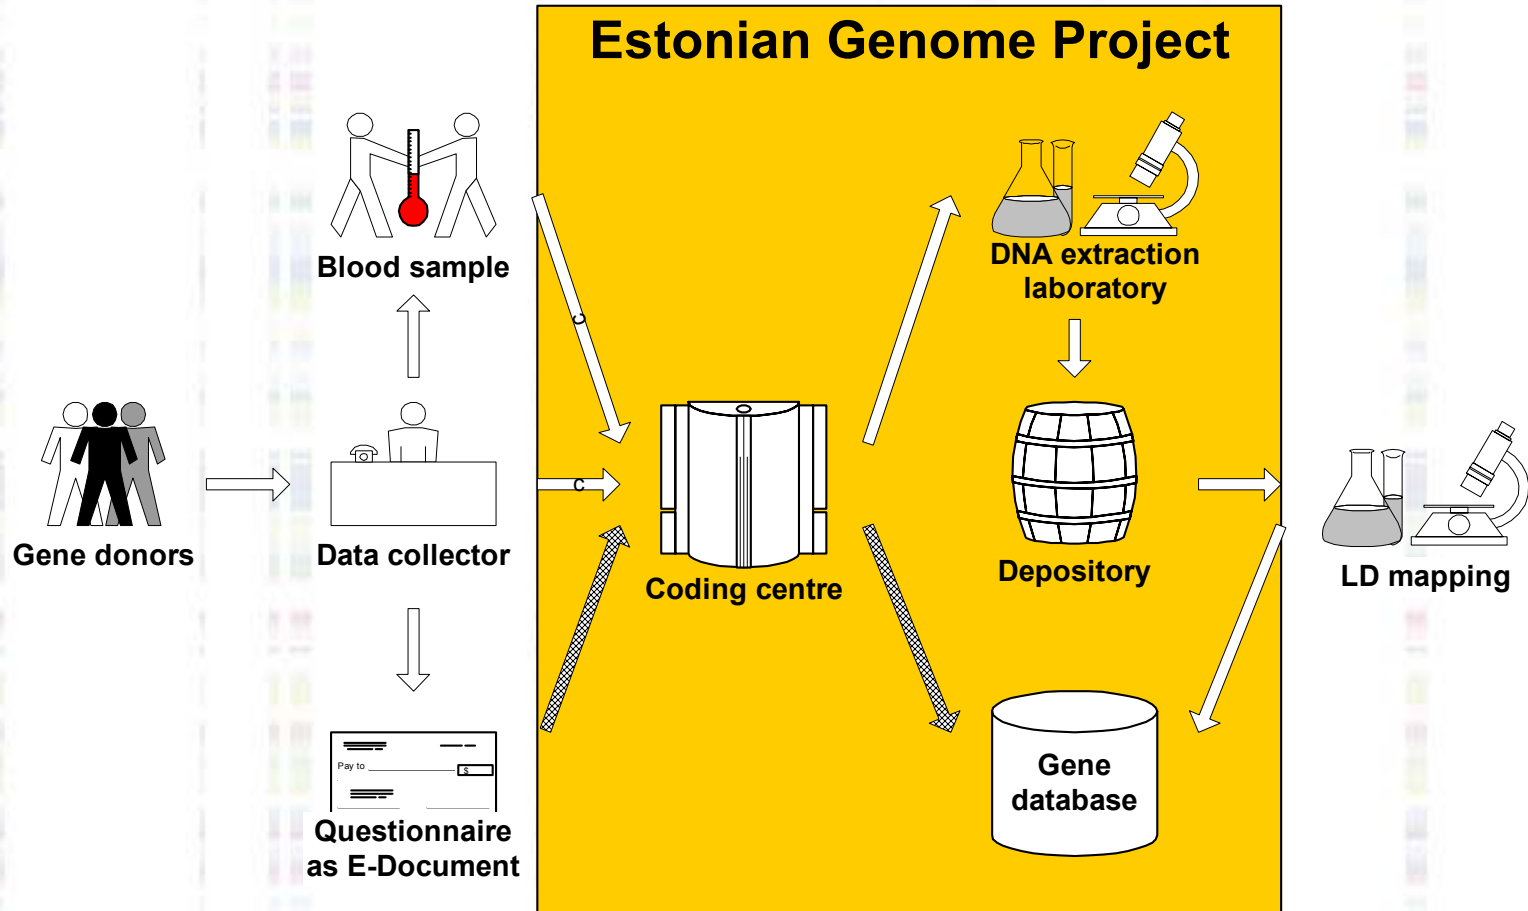 Estonian Genome Project
Blood sample
DNA extraction
laboratory
C
C
Gene donors
Data collector
Coding centre
Depository
LD mapping
Pay to
$
Questionnaire
as E-Document
Gene
database